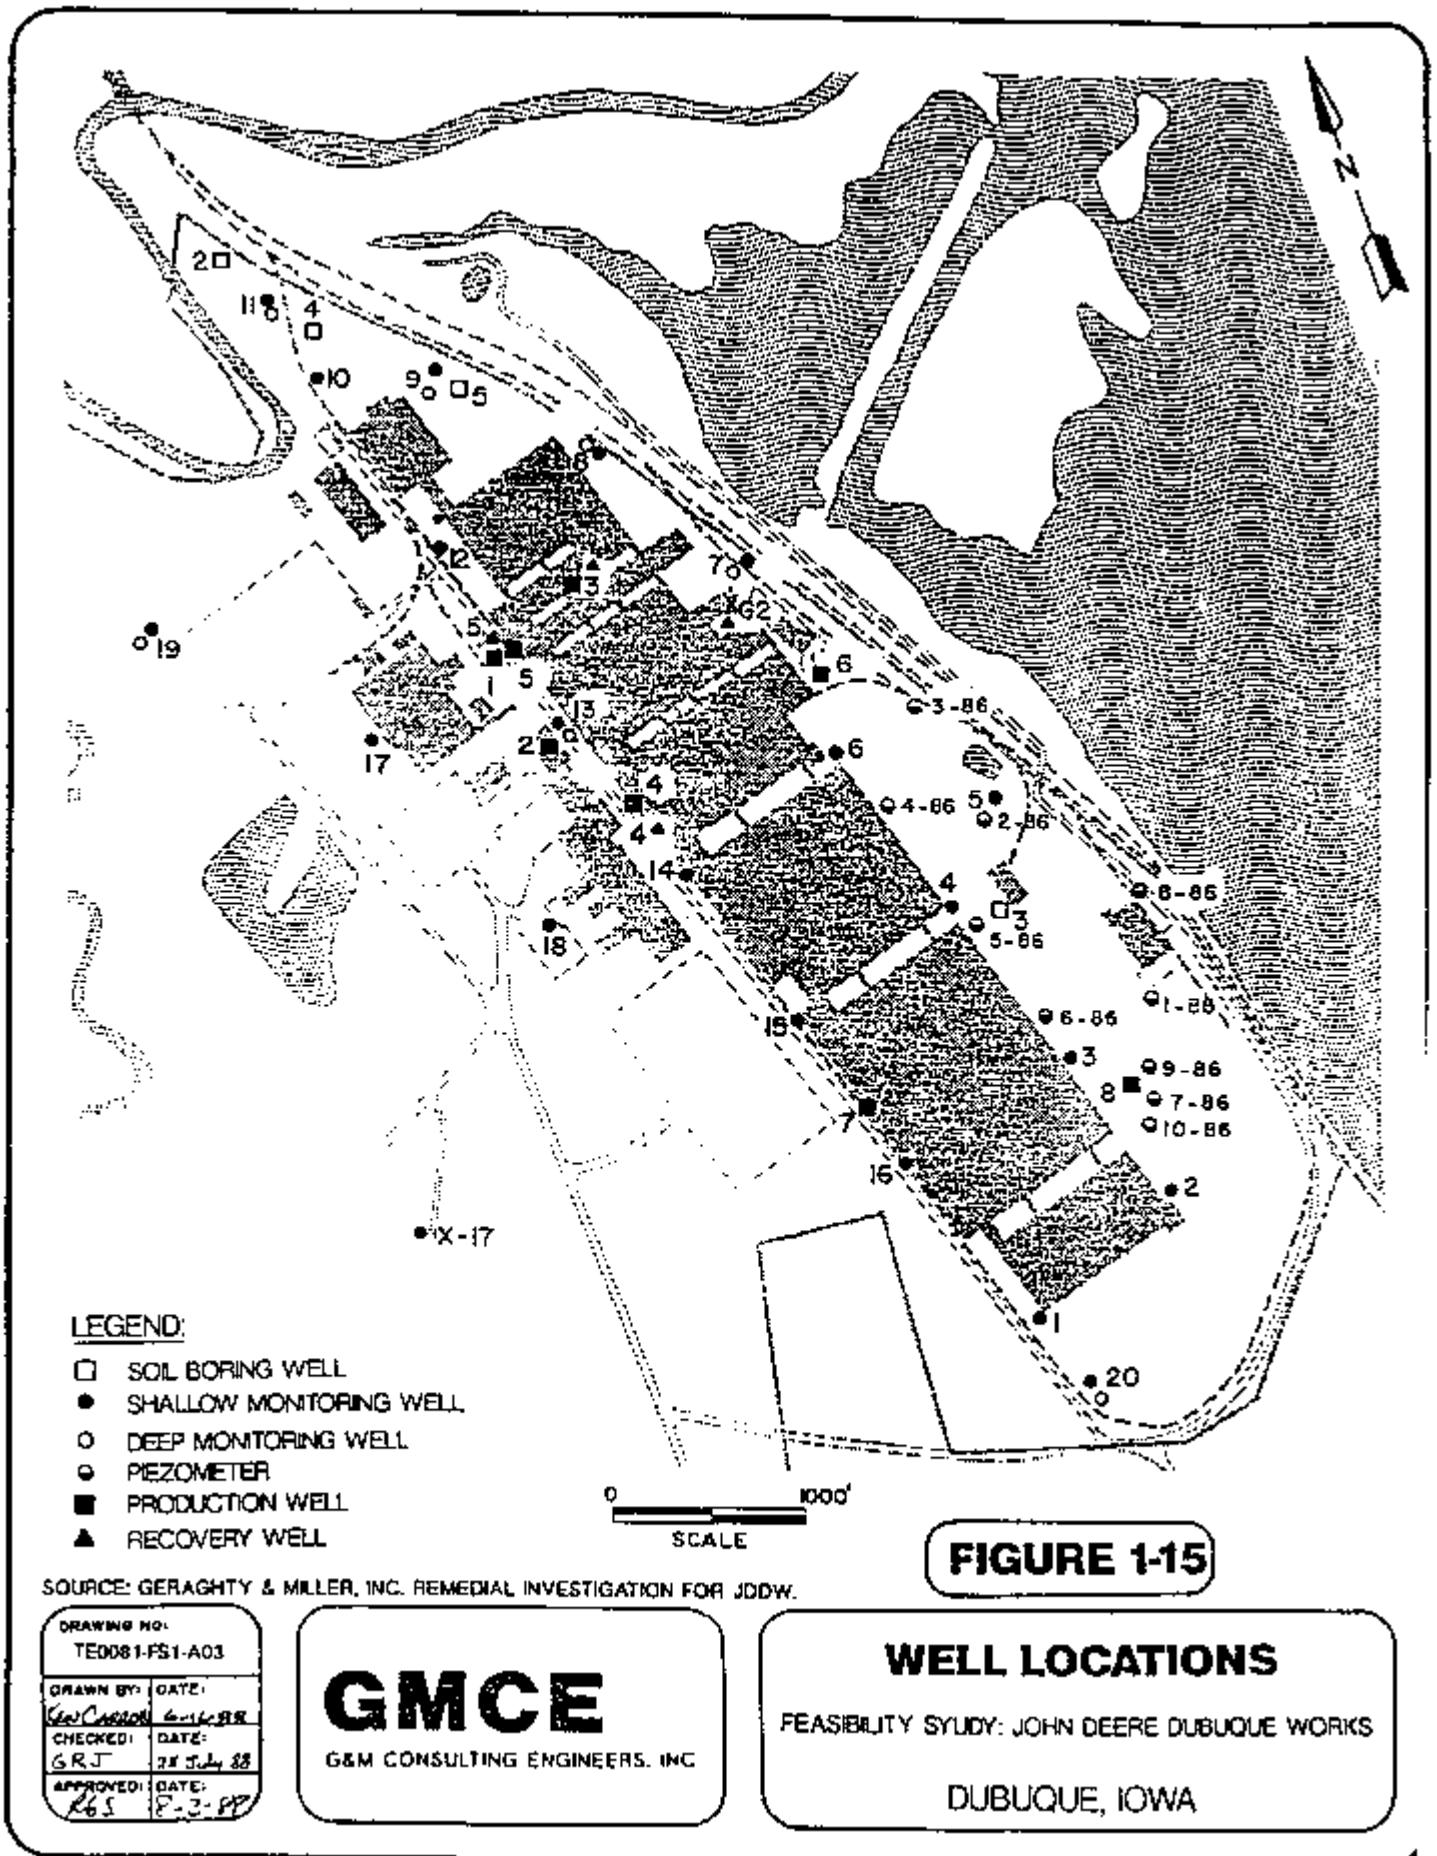 N
2
11
4
10
9
5
8
12
7
3
G2
19
5
6
1
5
13
3-86
2
17
6
4
5
4-86
2-86
4
14
4
8-86
3
5-86
18
1-86
15
6-86
3
9-86
8
7-86
7
10-86
16
2
X-17
1
20
LEGEND:
SOIL BORING WELL
SHALLOW MONITORING WELL
DEEP MONITORING WELL
PIEZOMETER
PRODUCTION WELL
RECOVERY WELL
0 1000'
SCALE
FIGURE 1-15
SOURCE: GERAGHTY & MILLER, INC. REMEDIAL INVESTIGATION FOR JDDW.
DRAWING NO:
TE0081-FS1-A03
DRAWN BY: DATE:
CHECKED: DATE:
GRJ 28 July 88
APPROVED: DATE:
RGS 8-3-88
GMCE
G&M CONSULTING ENGINEERS, INC
WELL LOCATIONS
FEASIBILITY SYUDY: JOHN DEERE DUBUQUE WORKS
DUBUQUE, IOWA